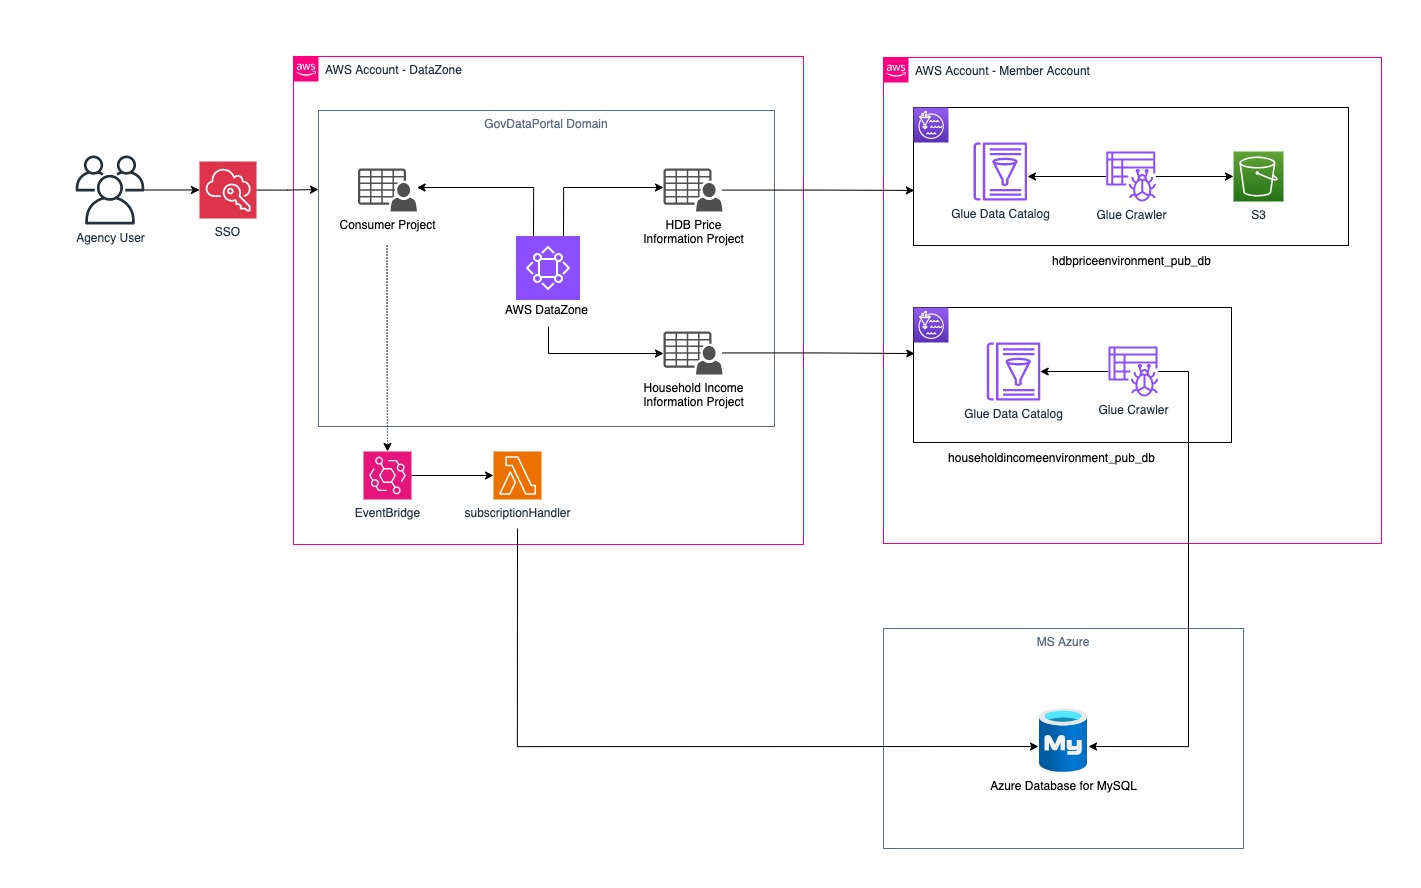 aws
AWS Account - DataZone
aws
AWS Account - Member Account
GovDataPortal Domain
Agency User
SSO
Consumer Project
HDB Price
Information Project
AWS DataZone
Household Income
Information Project
EventBridge
subscriptionHandler
Glue Data Catalog
Glue Crawler
S3
hdbpriceenvironment_pub_db
Glue Data Catalog
Glue Crawler
householdincomeenvironment_pub_db
MS Azure
My
Azure Database for MySQL